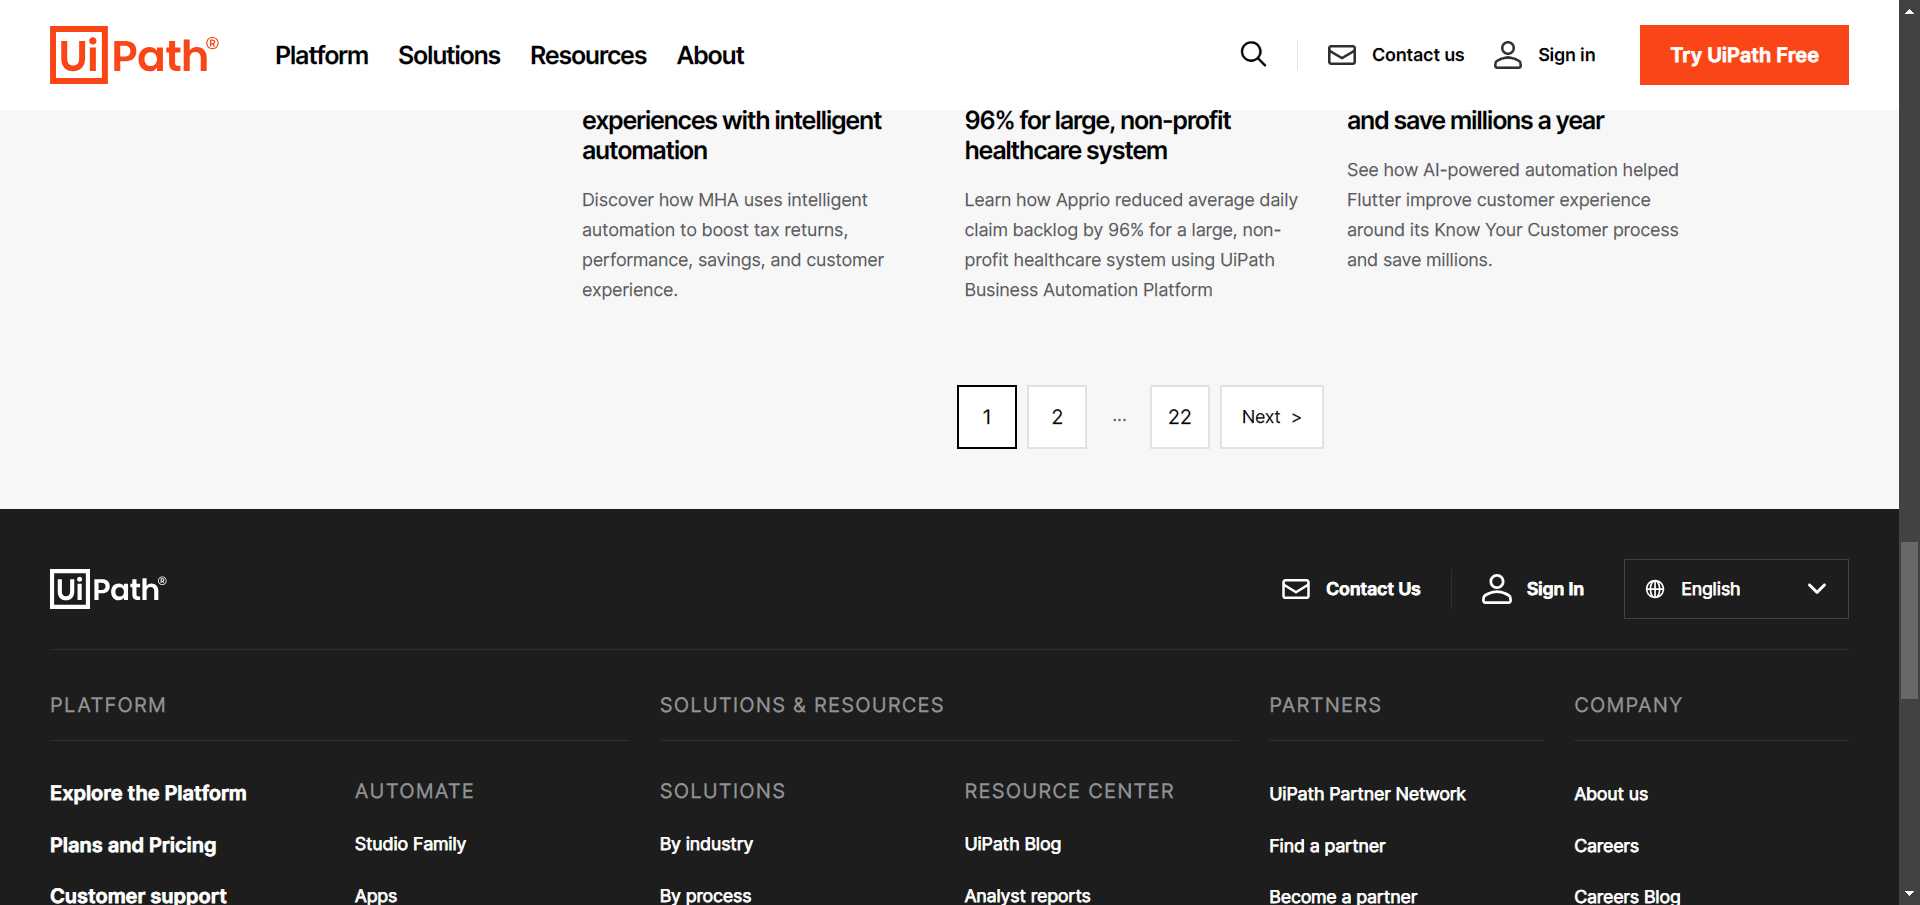 UiPath®
Platform
Solutions
Resources
About
Contact us
Sign in
Try UiPath Free
experiences with intelligent
automation
Discover how MHA uses intelligent
automation to boost tax returns,
performance, savings, and customer
experience.
96% for large, non-profit
healthcare system
Learn how Apprio reduced average daily
claim backlog by 96% for a large, non-
profit healthcare system using UiPath
Business Automation Platform
and save millions a year
See how AI-powered automation helped
Flutter improve customer experience
around its Know Your Customer process
and save millions.
1
2
...
22
Next >
UiPath®
Contact Us
Sign In
English
PLATFORM
Explore the Platform
Plans and Pricing
Customer support
AUTOMATE
Studio Family
Apps
SOLUTIONS & RESOURCES
SOLUTIONS
By industry
By process
RESOURCE CENTER
UiPath Blog
Analyst reports
PARTNERS
UiPath Partner Network
Find a partner
Become a partner
COMPANY
About us
Careers
Careers Blog